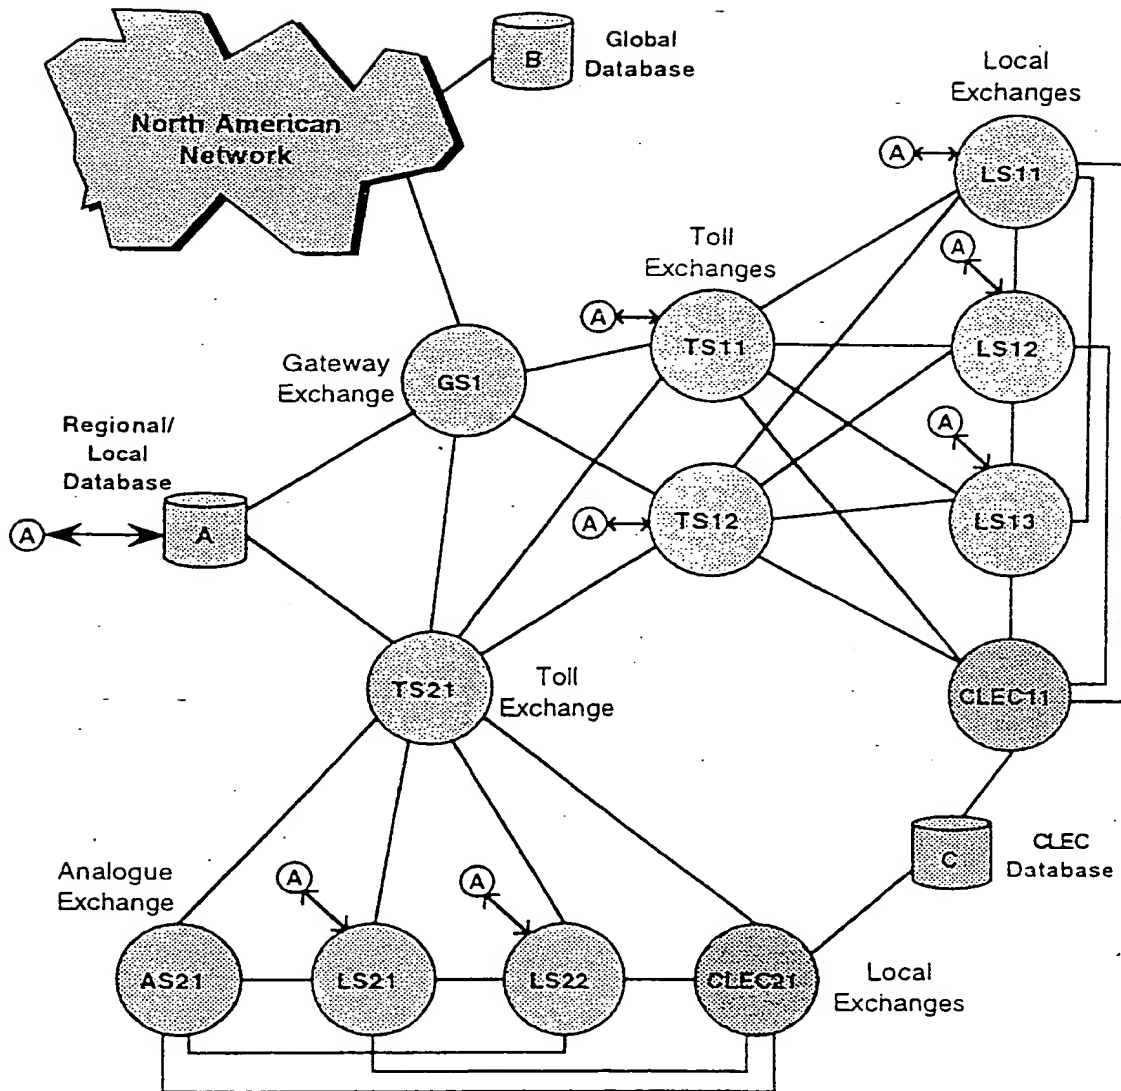 B
Global
Database
North American
Network
Local
Exchanges
A
LS11
Toll
Exchanges
A
A
TS11
LS12
Gateway
Exchange
GS1
Regional/
Local
Database
A
A
A
A
TS12
LS13
TS21
Toll
Exchange
CLEC11
C
CLEC
Database
Analogue
Exchange
A
A
AS21
LS21
LS22
CLEC21
Local
Exchanges